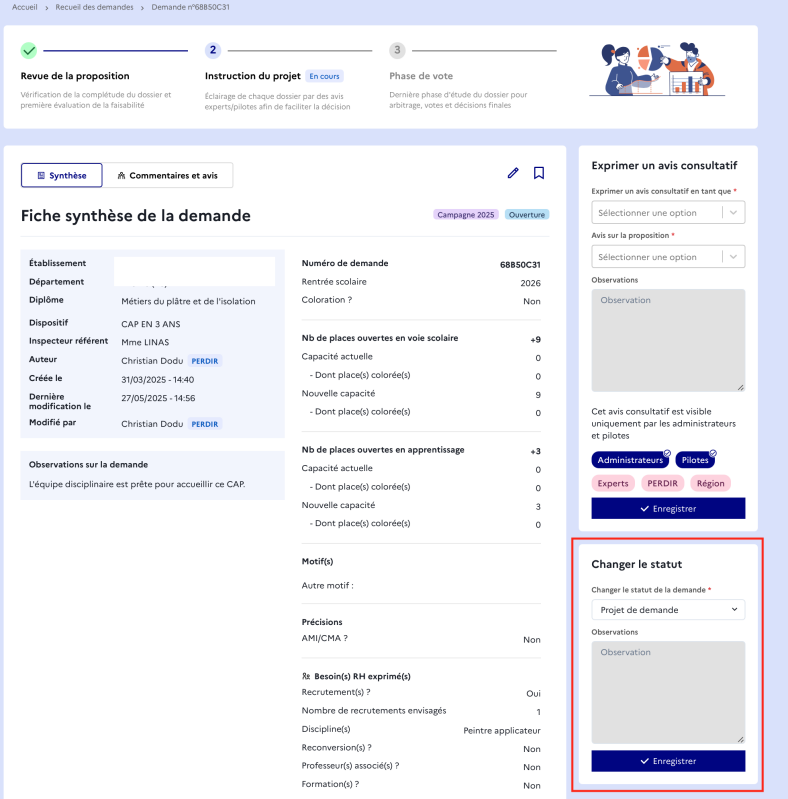 Accueil > Recueil des demandes > Demande n°68B50C31
2
3
Revue de la proposition
Vérification de la complétude du dossier et
première évaluation de la faisabilité
Instruction du projet En cours
Éclairage de chaque dossier par des avis
experts/pilotes afin de faciliter la décision
Phase de vote
Dernière phase d'étude du dossier pour
arbitrage, votes et décisions finales
Synthèse
Commentaires et avis
Fiche synthèse de la demande
Campagne 2025 Ouverture
Établissement
Département
Diplôme Métiers du plâtre et de l'isolation
Dispositif CAP EN 3 ANS
Inspecteur référent Mme LINAS
Auteur Christian Dodu PERDIR
Créée le 31/03/2025 - 14:40
Dernière
modification le 27/05/2025 - 14:56
Modifié par Christian Dodu PERDIR
Observations sur la demande
L'équipe disciplinaire est prête pour accueillir ce CAP.
Numéro de demande 68B50C31
Rentrée scolaire 2026
Coloration ? Non
Nb de places ouvertes en voie scolaire +9
Capacité actuelle 0
- Dont place(s) colorée(s) 0
Nouvelle capacité 9
- Dont place(s) colorée(s) 0
Nb de places ouvertes en apprentissage +3
Capacité actuelle 0
- Dont place(s) colorée(s) 0
Nouvelle capacité 3
- Dont place(s) colorée(s) 0
Motif(s)
Autre motif :
Précisions
AMI/CMA ? Non
Besoin(s) RH exprimé(s)
Recrutement(s) ? Oui
Nombre de recrutements envisagés 1
Discipline(s) Peintre applicateur
Reconversion(s) ? Non
Professeur(s) associé(s) ? Non
Formation(s) ? Non
Exprimer un avis consultatif
Exprimer un avis consultatif en tant que *
Sélectionner une option
Avis sur la proposition *
Sélectionner une option
Observations
Observation
Cet avis consultatif est visible
uniquement par les administrateurs
et pilotes
Administrateurs Pilotes
Experts PERDIR Région
Enregistrer
Changer le statut
Changer le statut de la demande *
Projet de demande
Observations
Observation
Enregistrer